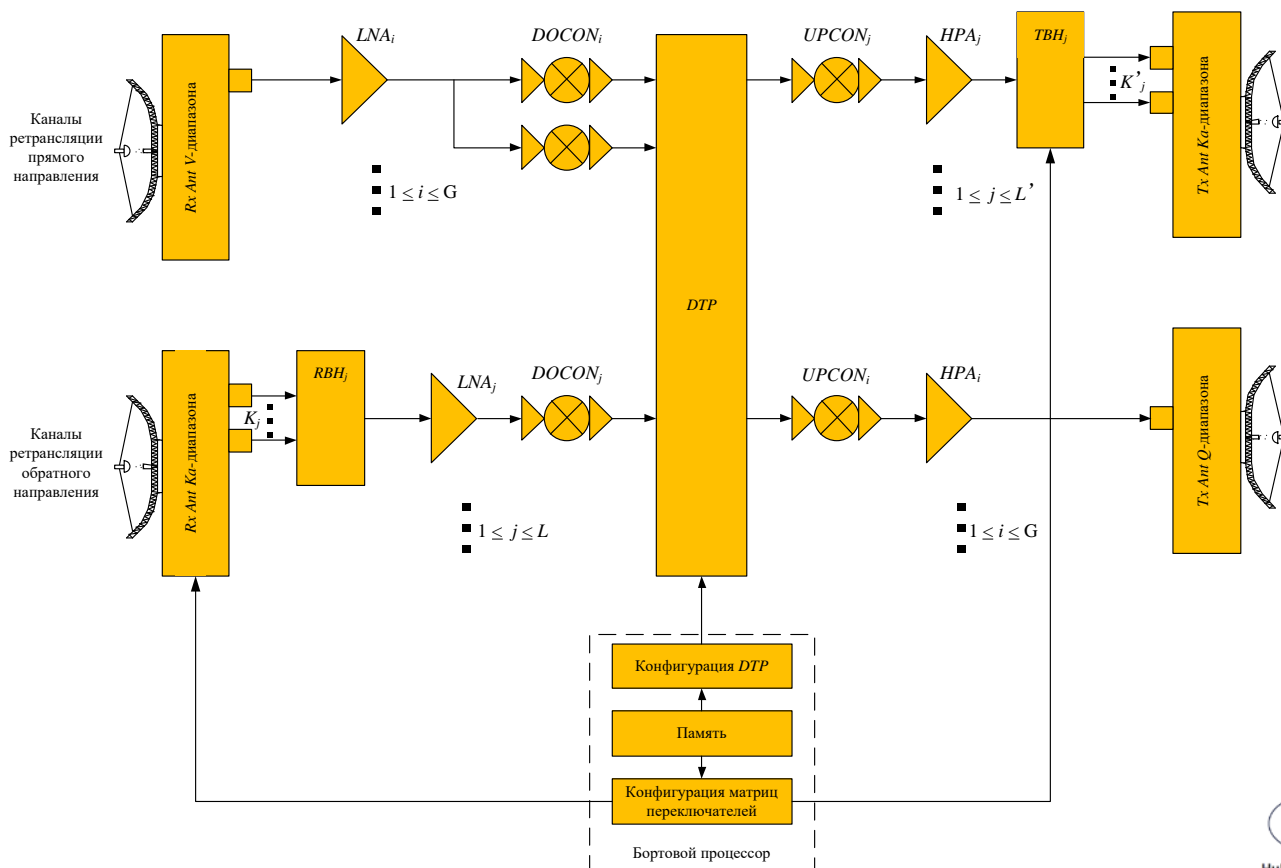 LNAᵢ
DOCONᵢ
UPCONⱼ
HPAⱼ
TBHⱼ
K’ⱼ
Каналы
ретрансляции
прямого
направления
Rx Ant V-диапазона
1 ≤ i ≤ G
1 ≤ j ≤ L’
Tx Ant Ka-диапазона
DTP
Каналы
ретрансляции
обратного
направления
Rx Ant Ka-диапазона
Kⱼ
RBHⱼ
LNAⱼ
DOCONⱼ
UPCONᵢ
HPAᵢ
Tx Ant Q-диапазона
1 ≤ j ≤ L
1 ≤ i ≤ G
Конфигурация DTP
Память
Конфигурация матриц
переключателей
Бортовой процессор